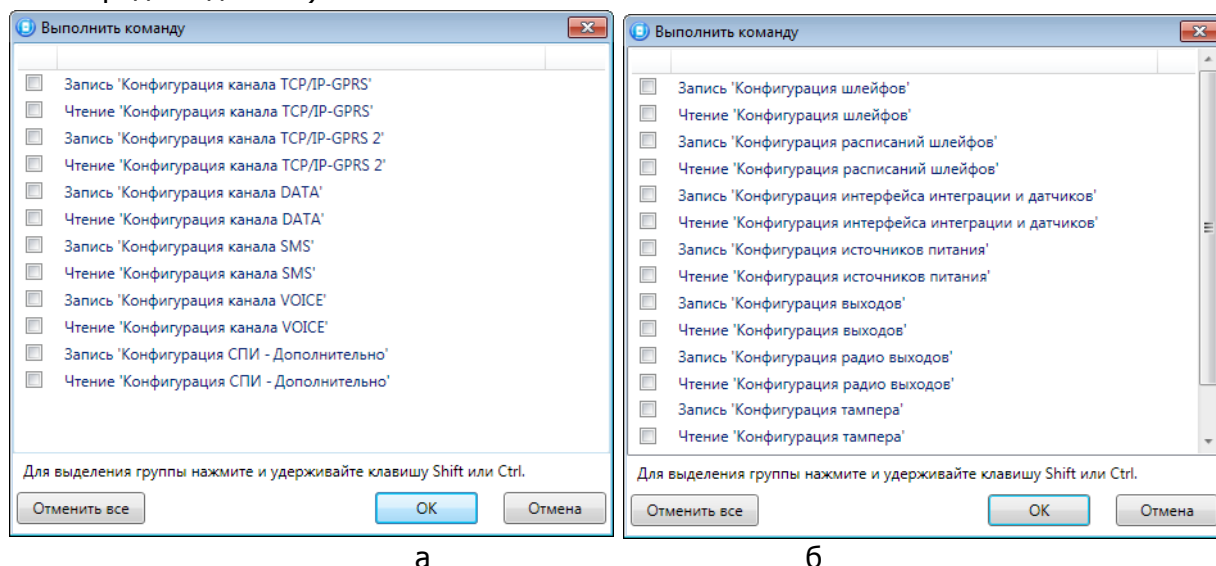 Выполнить команду
Запись 'Конфигурация канала TCP/IP-GPRS'
Чтение 'Конфигурация канала TCP/IP-GPRS'
Запись 'Конфигурация канала TCP/IP-GPRS 2'
Чтение 'Конфигурация канала TCP/IP-GPRS 2'
Запись 'Конфигурация канала DATA'
Чтение 'Конфигурация канала DATA'
Запись 'Конфигурация канала SMS'
Чтение 'Конфигурация канала SMS'
Запись 'Конфигурация канала VOICE'
Чтение 'Конфигурация канала VOICE'
Запись 'Конфигурация СПИ - Дополнительно'
Чтение 'Конфигурация СПИ - Дополнительно'
Для выделения группы нажмите и удерживайте клавишу Shift или Ctrl.
Отменить все OK Отмена
а
Выполнить команду
Запись 'Конфигурация шлейфов'
Чтение 'Конфигурация шлейфов'
Запись 'Конфигурация расписаний шлейфов'
Чтение 'Конфигурация расписаний шлейфов'
Запись 'Конфигурация интерфейса интеграции и датчиков'
Чтение 'Конфигурация интерфейса интеграции и датчиков'
Запись 'Конфигурация источников питания'
Чтение 'Конфигурация источников питания'
Запись 'Конфигурация выходов'
Чтение 'Конфигурация выходов'
Запись 'Конфигурация радио выходов'
Чтение 'Конфигурация радио выходов'
Запись 'Конфигурация тампера'
Чтение 'Конфигурация тампера'
Для выделения группы нажмите и удерживайте клавишу Shift или Ctrl.
Отменить все OK Отмена
б